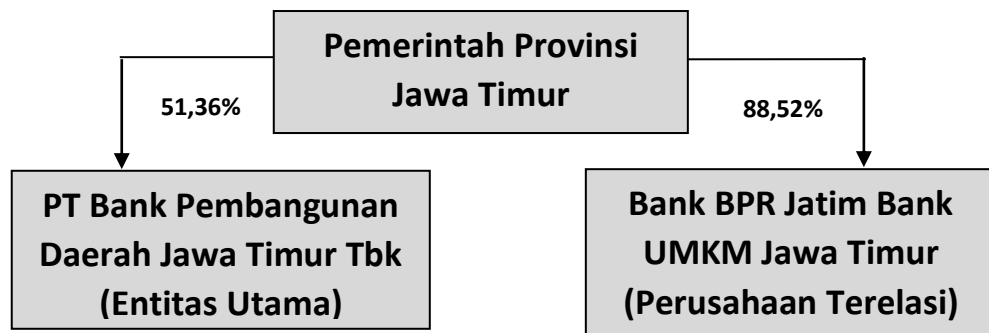 Pemerintah Provinsi
Jawa Timur
51,36%
88,52%
PT Bank Pembangunan
Daerah Jawa Timur Tbk
(Entitas Utama)
Bank BPR Jatim Bank
UMKM Jawa Timur
(Perusahaan Terelasi)